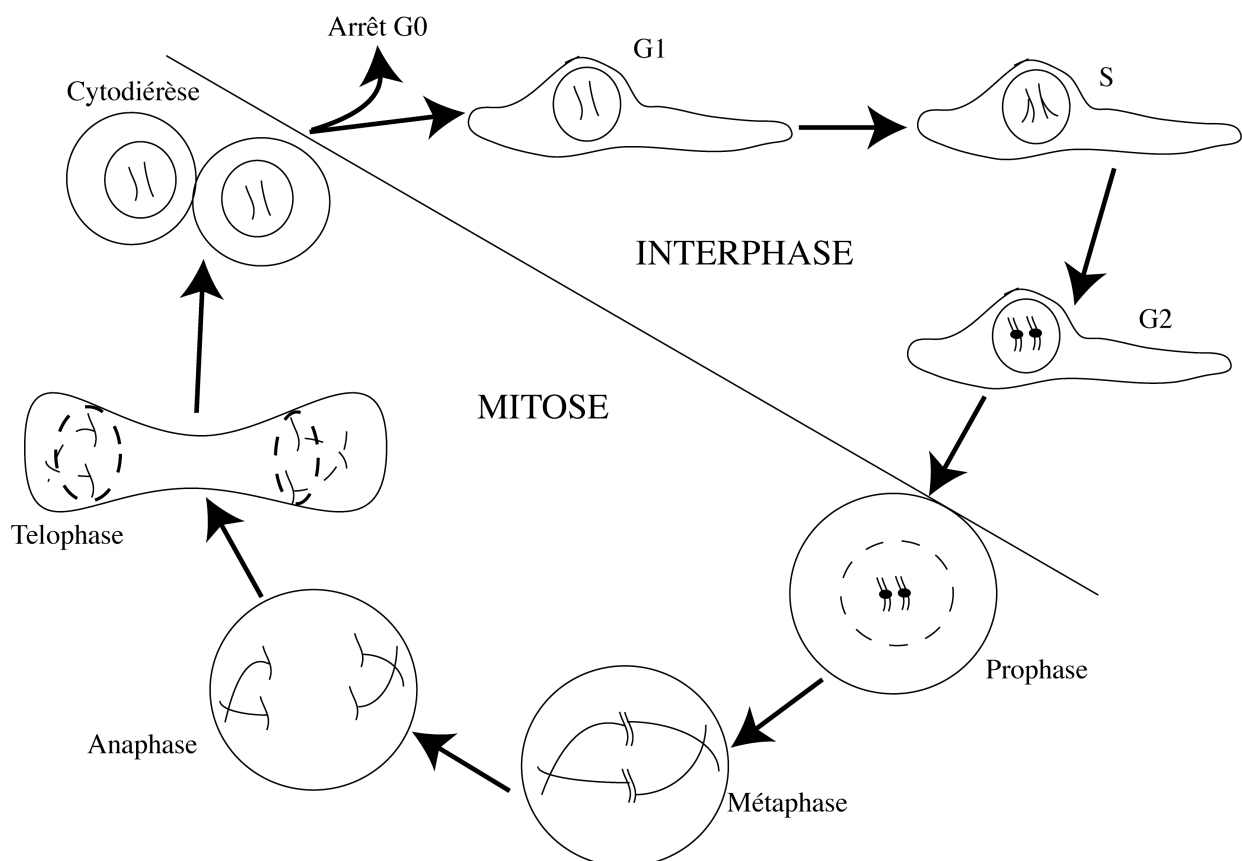 Arrêt G0
G1
S
Cytodiérèse
INTERPHASE
G2
MITOSE
Telophase
Prophase
Anaphase
Métaphase